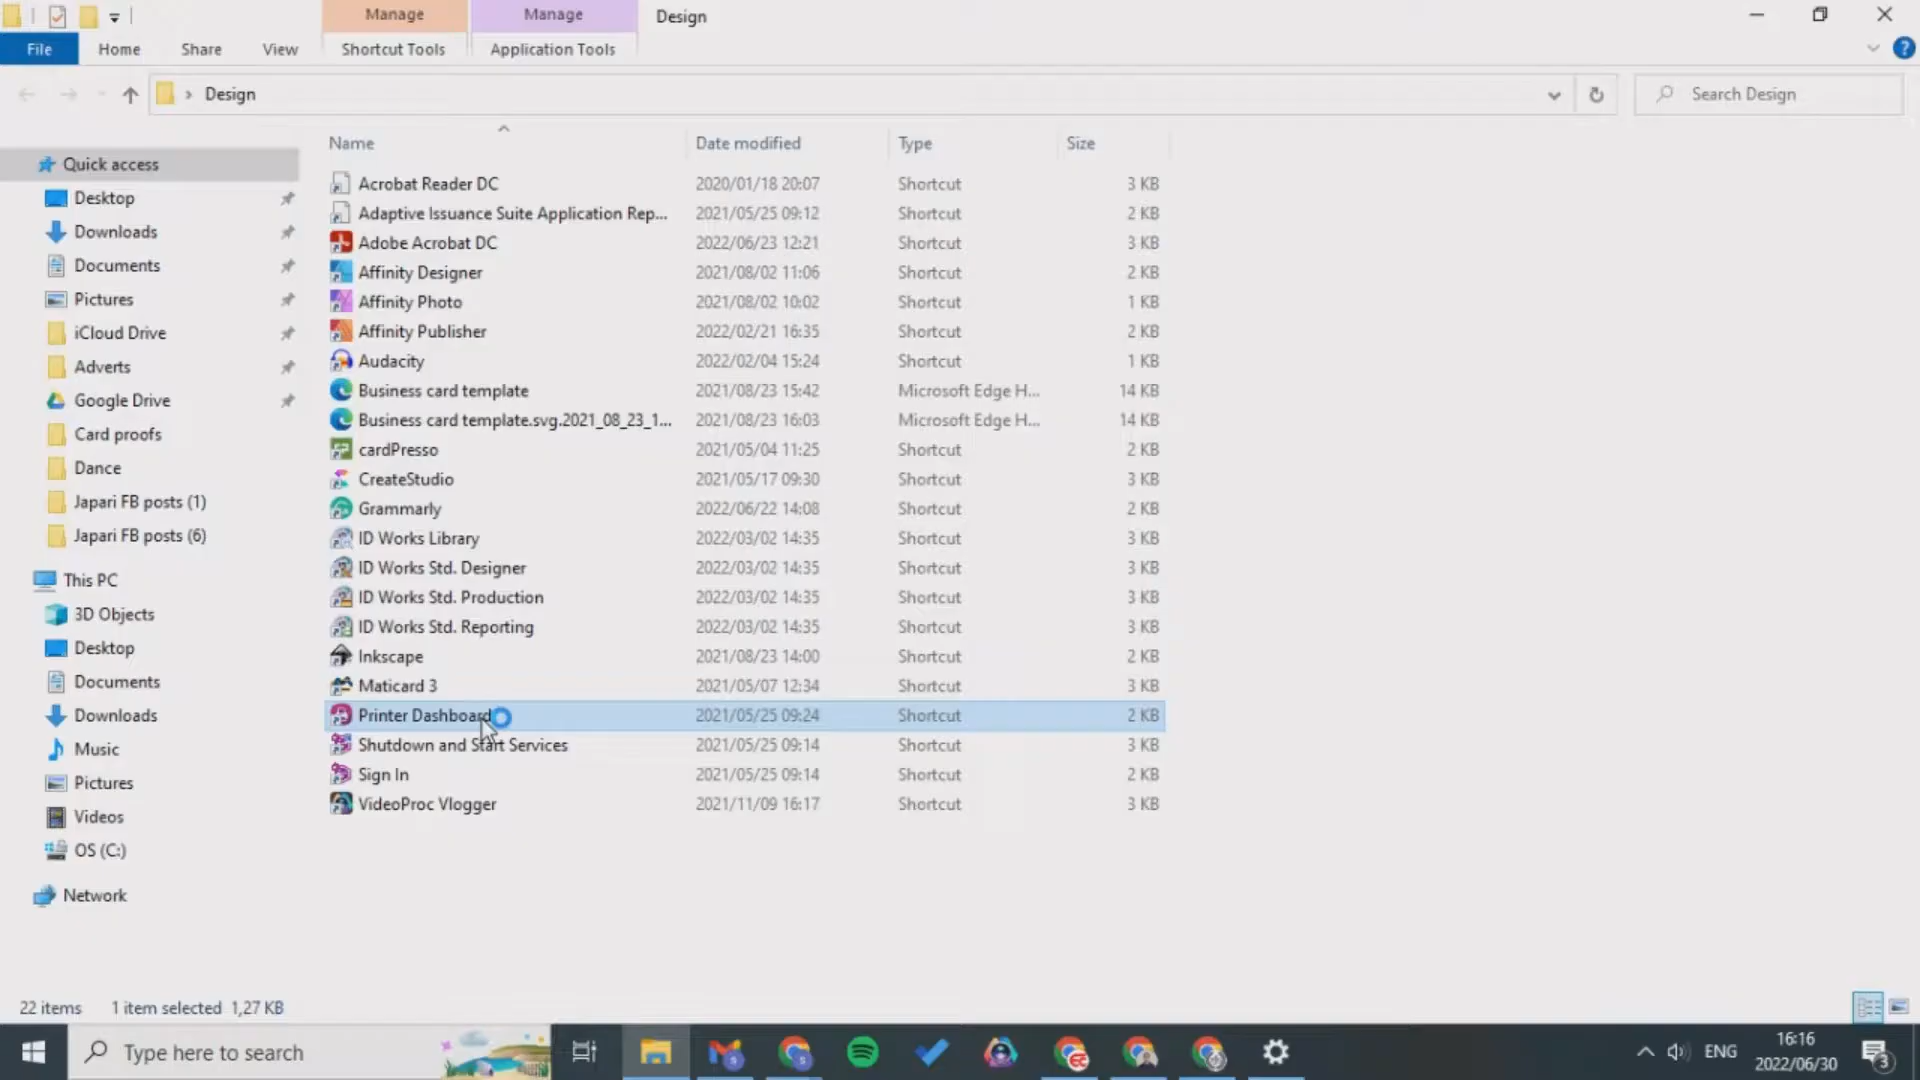 Manage
Manage
Design
File
Home
Share
View
Shortcut Tools
Application Tools
?
Design
Search Design
Name
Date modified
Type
Size
Quick access
Desktop
Downloads
Documents
Pictures
iCloud Drive
Adverts
Google Drive
Card proofs
Dance
Japari FB posts (1)
Japari FB posts (6)
This PC
3D Objects
Desktop
Documents
Downloads
Music
Pictures
Videos
OS (C:)
Network
Acrobat Reader DC 2020/01/18 20:07 Shortcut 3 KB
Adaptive Issuance Suite Application Rep... 2021/05/25 09:12 Shortcut 2 KB
Adobe Acrobat DC 2022/06/23 12:21 Shortcut 3 KB
Affinity Designer 2021/08/02 11:06 Shortcut 2 KB
Affinity Photo 2021/08/02 10:02 Shortcut 1 KB
Affinity Publisher 2022/02/21 16:35 Shortcut 2 KB
Audacity 2022/02/04 15:24 Shortcut 1 KB
Business card template 2021/08/23 15:42 Microsoft Edge H... 14 KB
Business card template.svg.2021_08_23_1... 2021/08/23 16:03 Microsoft Edge H... 14 KB
cardPresso 2021/05/04 11:25 Shortcut 2 KB
CreateStudio 2021/05/17 09:30 Shortcut 3 KB
Grammarly 2022/06/22 14:08 Shortcut 2 KB
ID Works Library 2022/03/02 14:35 Shortcut 3 KB
ID Works Std. Designer 2022/03/02 14:35 Shortcut 3 KB
ID Works Std. Production 2022/03/02 14:35 Shortcut 3 KB
ID Works Std. Reporting 2022/03/02 14:35 Shortcut 3 KB
Inkscape 2021/08/23 14:00 Shortcut 2 KB
Maticard 3 2021/05/07 12:34 Shortcut 3 KB
Printer Dashboard 2021/05/25 09:24 Shortcut 2 KB
Shutdown and Start Services 2021/05/25 09:14 Shortcut 3 KB
Sign In 2021/05/25 09:14 Shortcut 2 KB
VideoProc Vlogger 2021/11/09 16:17 Shortcut 3 KB
22 items 1 item selected 1,27 KB
Type here to search
ENG
16:16
2022/06/30
3